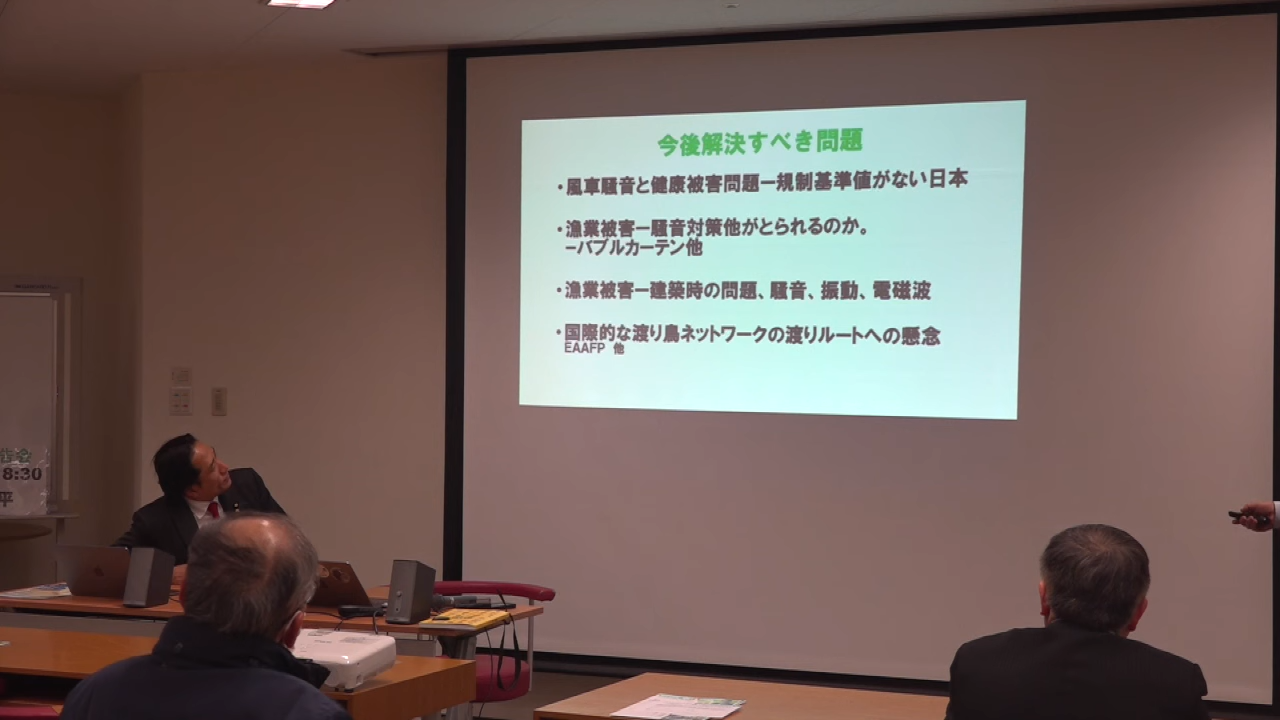 今後解決すべき問題
・風車騒音と健康被害問題ー規制基準値がない日本
・漁業被害ー騒音対策他がとられるのか。
ーバブルカーテン他
・漁業被害ー建築時の問題、騒音、振動、電磁波
・国際的な渡り鳥ネットワークの渡りルートへの懸念
EAAFP 他
告会
8:30
平